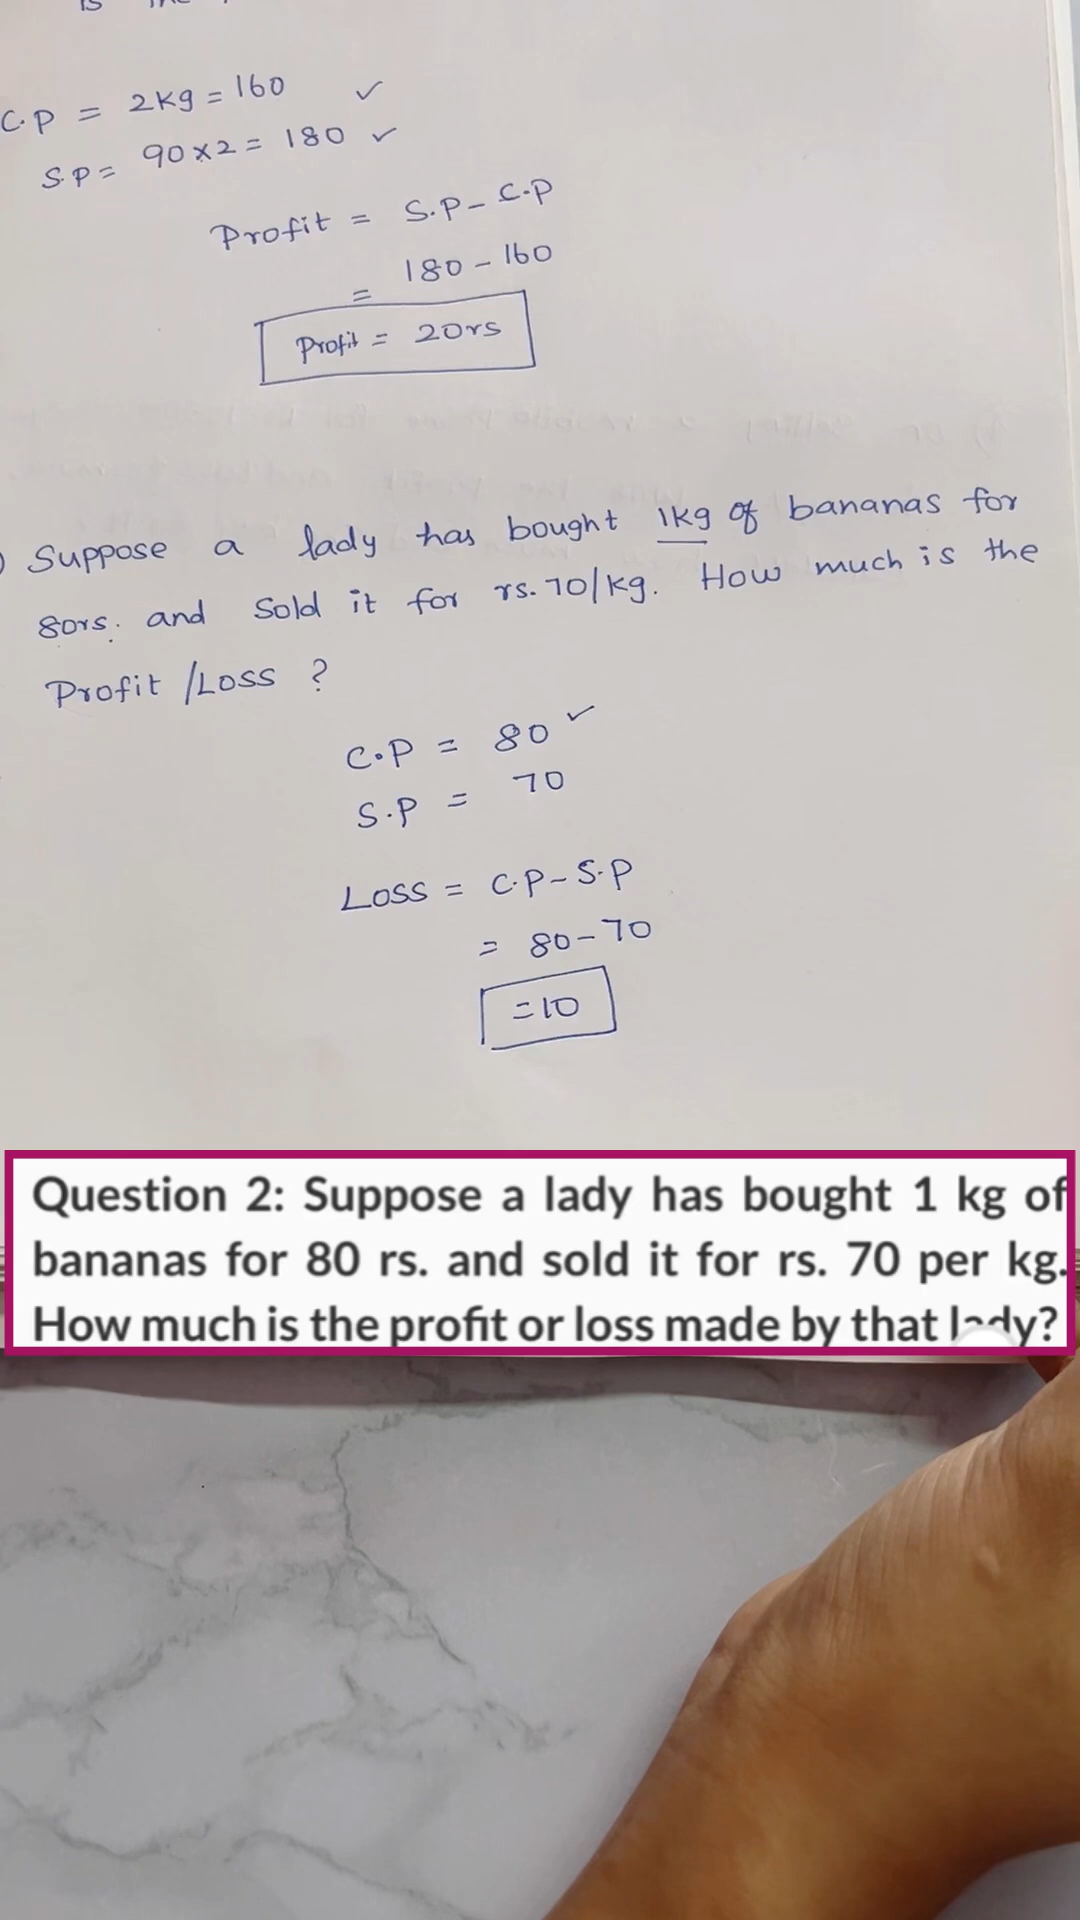 C.P = 2kg = 160 ✓
S.P = 90×2 = 180 ✓
Profit = S.P - C.P
= 180 - 160
Profit = 20rs
Suppose a lady has bought 1kg of bananas for
80rs. and sold it for rs. 70/kg. How much is the
Profit /Loss ?
C.P = 80 ✓
S.P = 70
Loss = C.P - S.P
= 80-70
=10
Question 2: Suppose a lady has bought 1 kg of
bananas for 80 rs. and sold it for rs. 70 per kg.
How much is the profit or loss made by that lady?